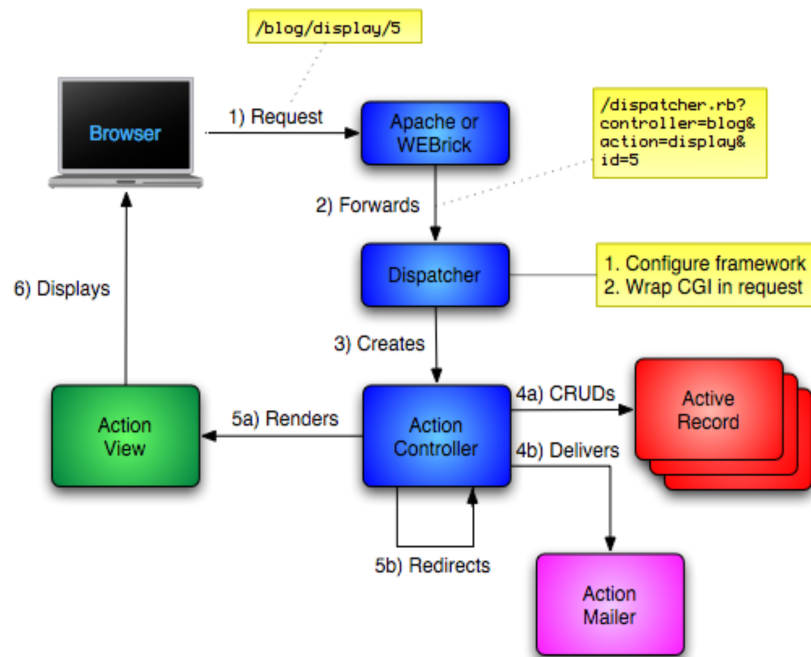 /blog/display/5
Browser
1) Request
Apache or
WEBrick
/dispatcher.rb?
controller=blog&
action=display&
id=5
2) Forwards
Dispatcher
1. Configure framework
2. Wrap CGI in request
6) Displays
3) Creates
Action
View
5a) Renders
Action
Controller
4a) CRUDs
Active
Record
4b) Delivers
5b) Redirects
Action
Mailer